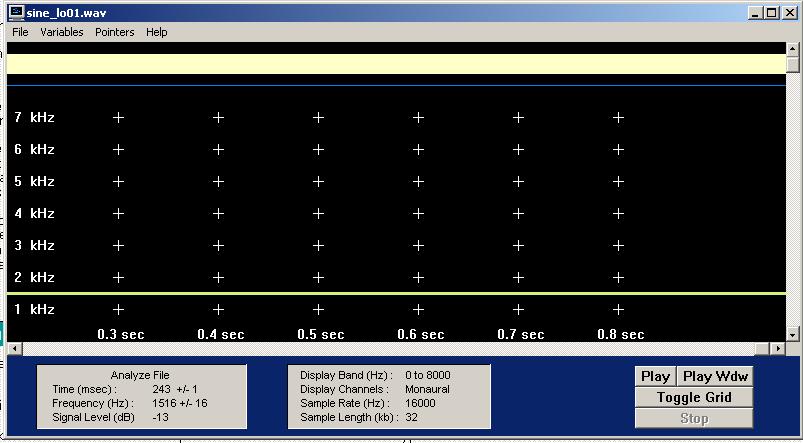 sine_lo01.wav
File Variables Pointers Help
7 kHz
6 kHz
5 kHz
4 kHz
3 kHz
2 kHz
1 kHz
0.3 sec 0.4 sec 0.5 sec 0.6 sec 0.7 sec 0.8 sec
Analyze File
Time (msec) : 243 +/- 1
Frequency (Hz) : 1516 +/- 16
Signal Level (dB) -13
Display Band (Hz) : 0 to 8000
Display Channels : Monaural
Sample Rate (Hz) : 16000
Sample Length (kb) : 32
Play Play Wdw
Toggle Grid
Stop